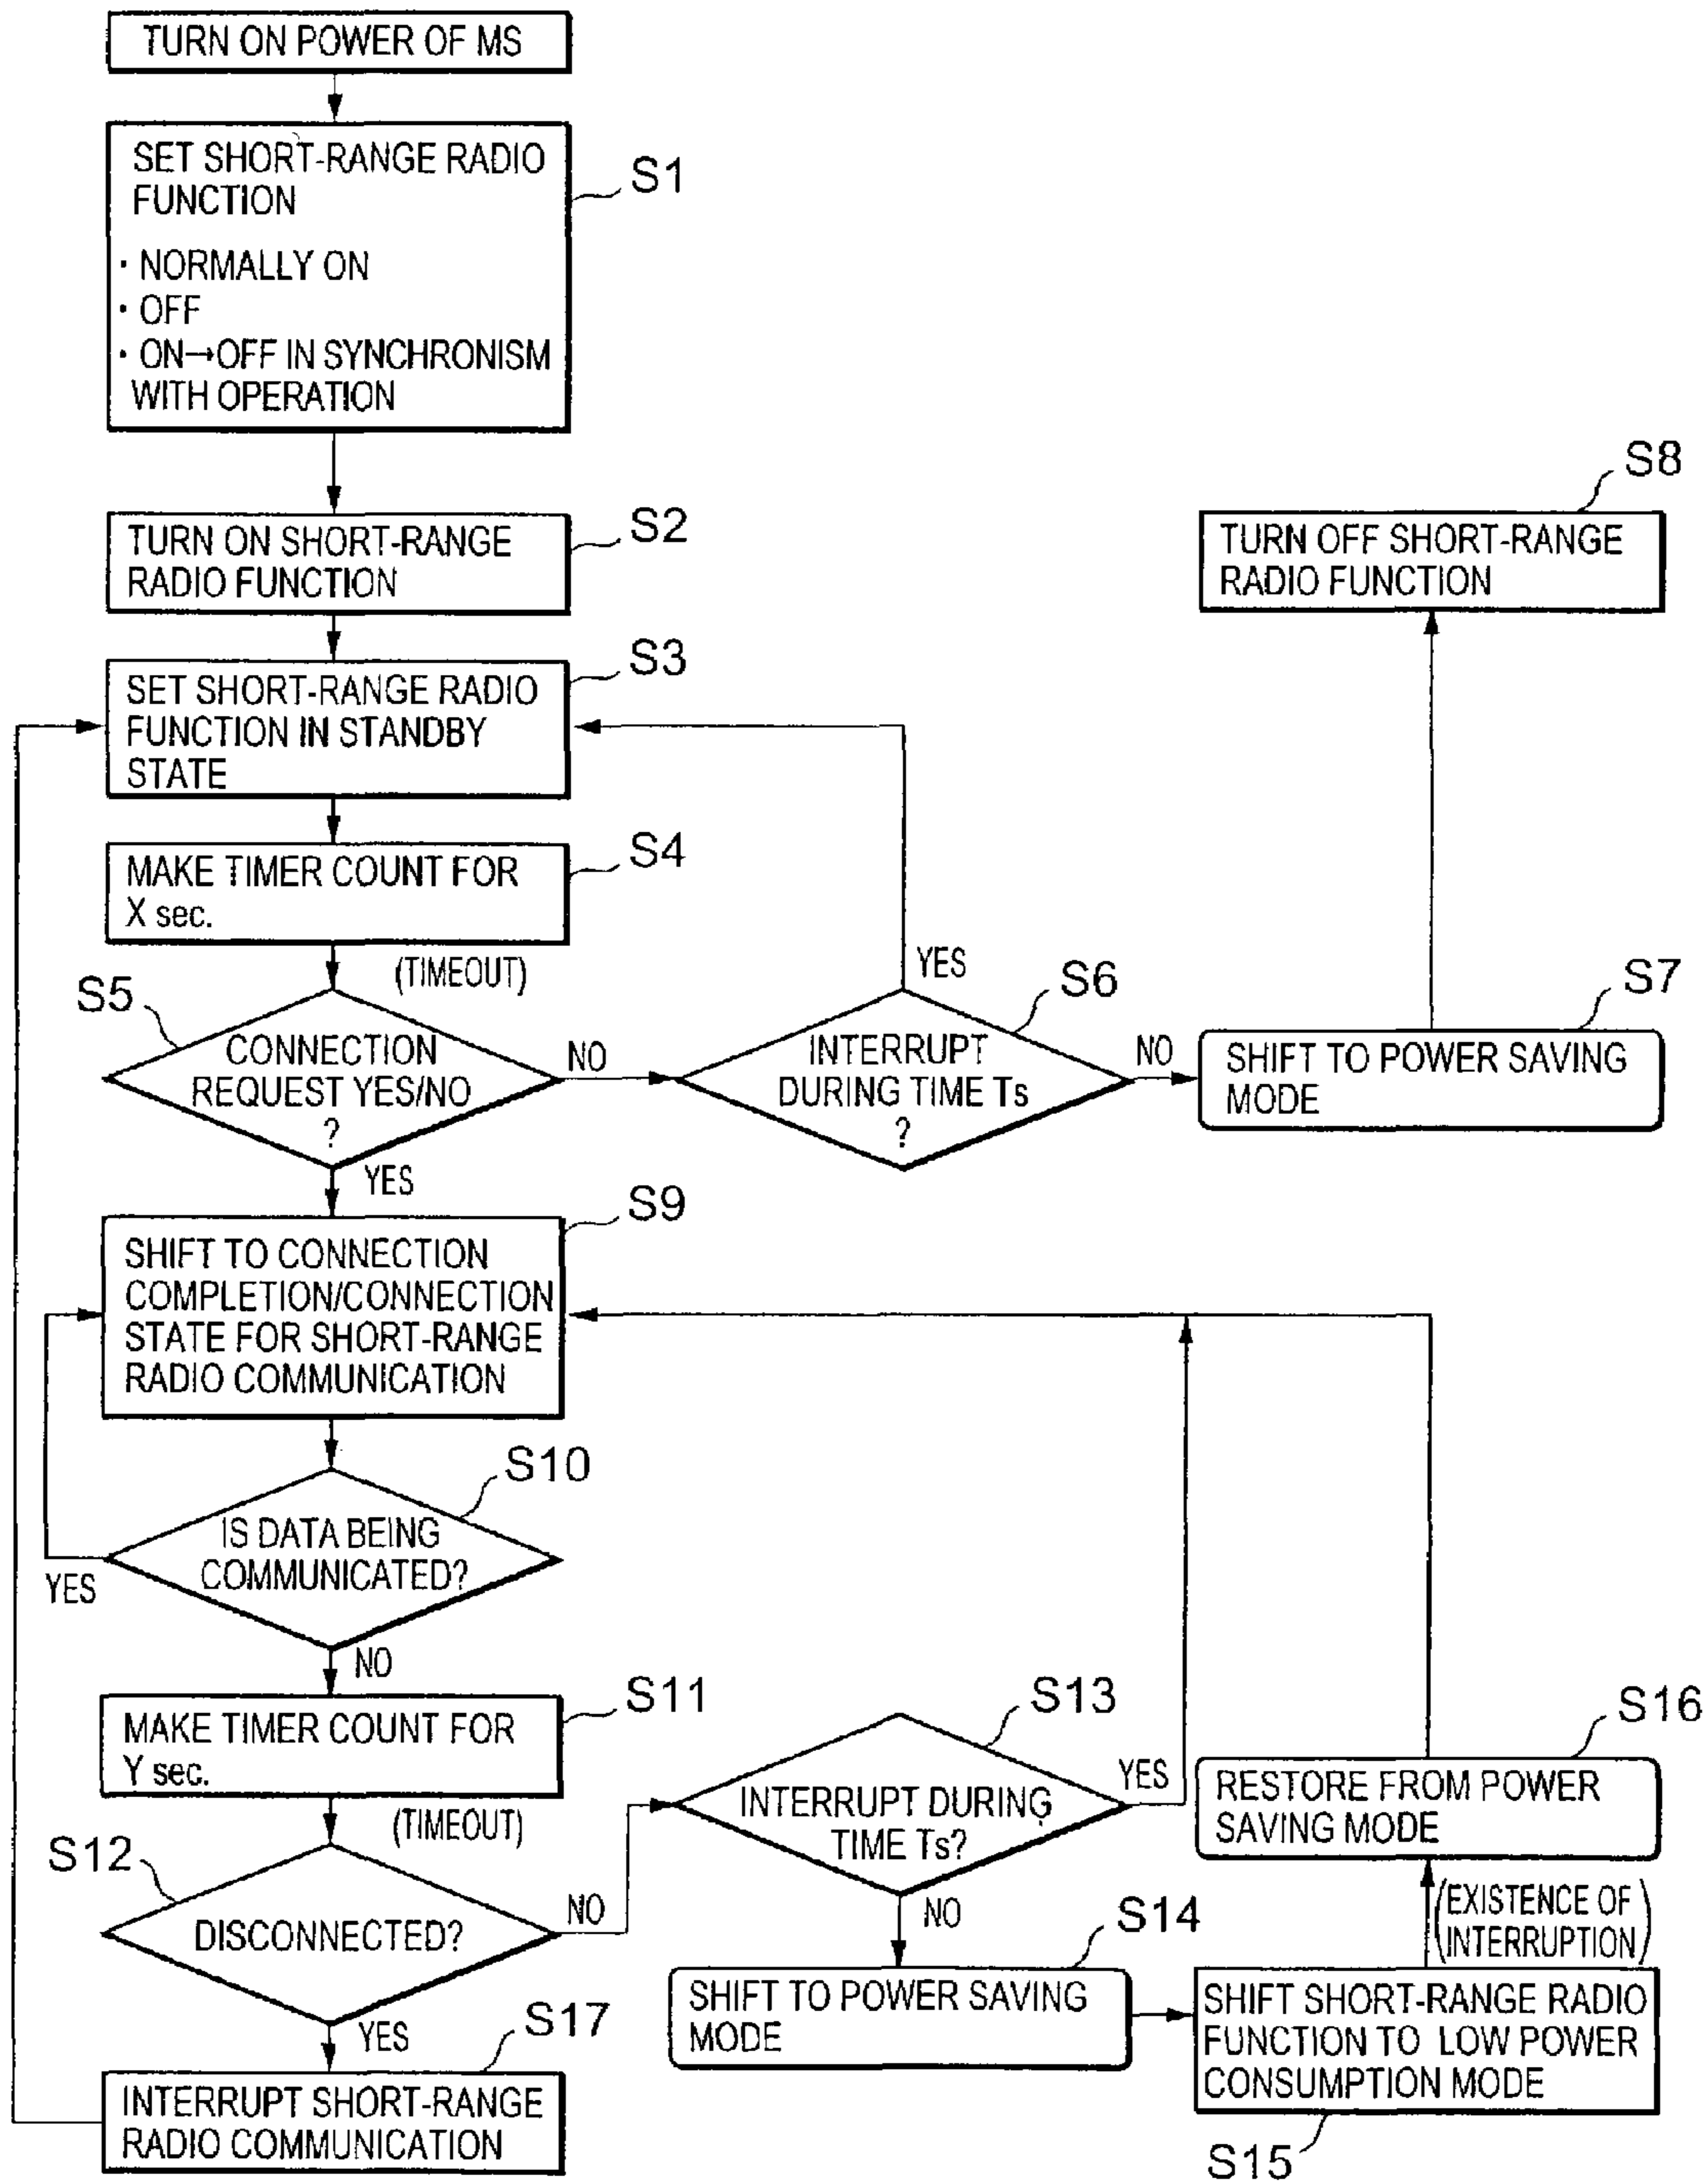 TURN ON POWER OF MS
SET SHORT-RANGE RADIO
FUNCTION
· NORMALLY ON
· OFF
· ON→OFF IN SYNCHRONISM
WITH OPERATION
S1
TURN ON SHORT-RANGE
RADIO FUNCTION
S2
SET SHORT-RANGE RADIO
FUNCTION IN STANDBY
STATE
S3
MAKE TIMER COUNT FOR
X sec.
S4
(TIMEOUT)
S5
CONNECTION
REQUEST YES/NO
?
NO
YES
S6
INTERRUPT
DURING TIME Ts
?
YES
NO
S7
SHIFT TO POWER SAVING
MODE
S8
TURN OFF SHORT-RANGE
RADIO FUNCTION
S9
SHIFT TO CONNECTION
COMPLETION/CONNECTION
STATE FOR SHORT-RANGE
RADIO COMMUNICATION
S10
IS DATA BEING
COMMUNICATED?
YES
NO
S11
MAKE TIMER COUNT FOR
Y sec.
(TIMEOUT)
S12
DISCONNECTED?
NO
YES
S13
INTERRUPT DURING
TIME Ts?
YES
NO
S14
SHIFT TO POWER SAVING
MODE
S16
RESTORE FROM POWER
SAVING MODE
(EXISTENCE OF
INTERRUPTION)
SHIFT SHORT-RANGE RADIO
FUNCTION TO LOW POWER
CONSUMPTION MODE
S15
S17
INTERRUPT SHORT-RANGE
RADIO COMMUNICATION